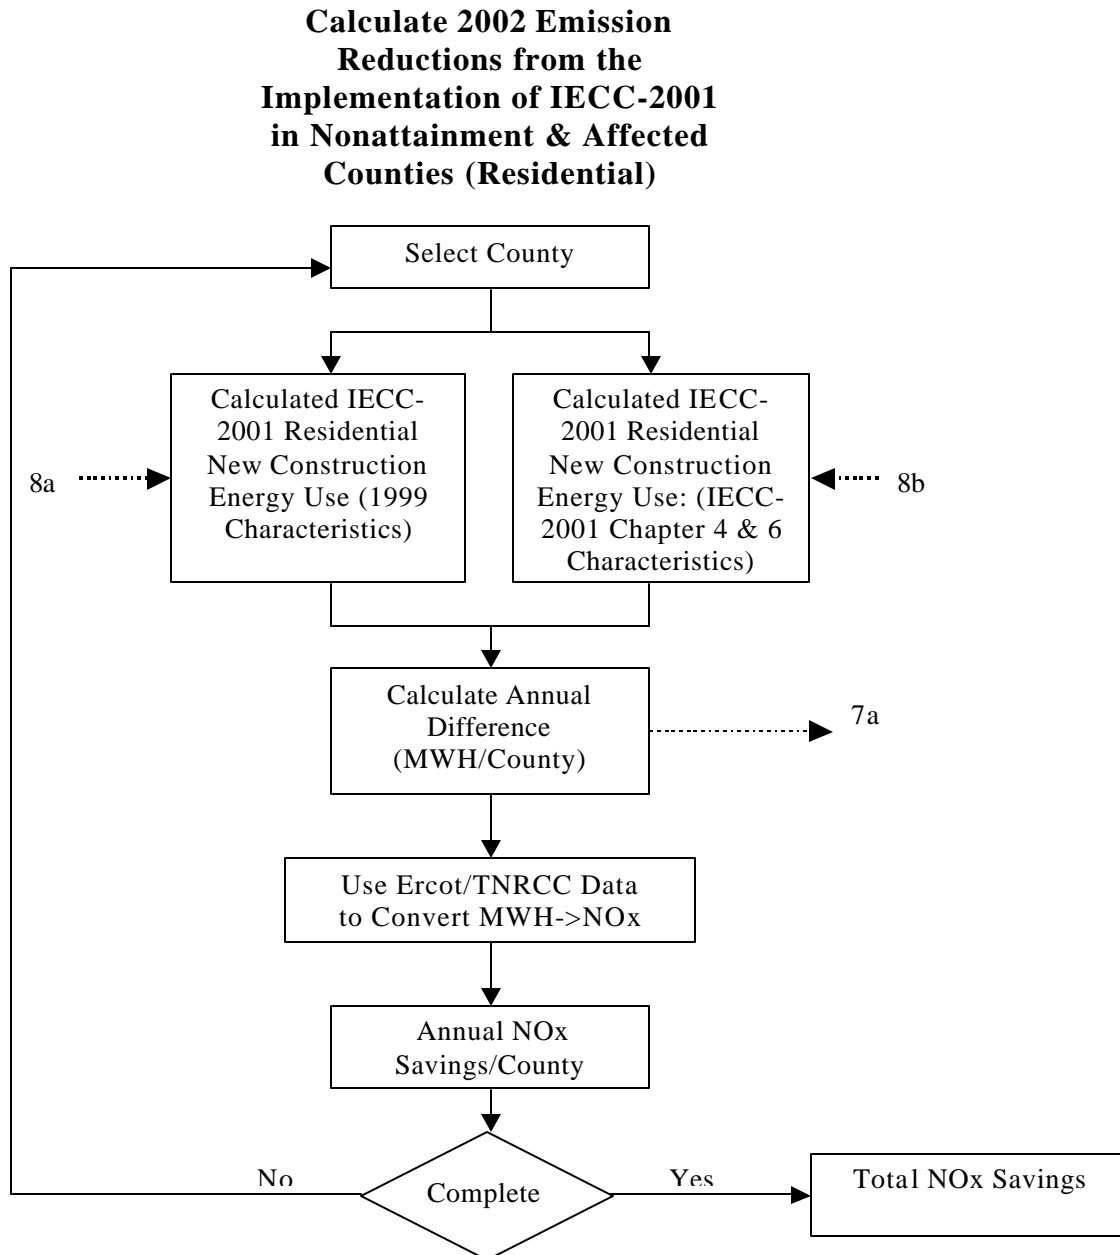 Calculate 2002 Emission
Reductions from the
Implementation of IECC-2001
in Nonattainment & Affected
Counties (Residential)
Select County
Calculated IECC-
2001 Residential
New Construction
Energy Use (1999
Characteristics)
Calculated IECC-
2001 Residential
New Construction
Energy Use: (IECC-
2001 Chapter 4 & 6
Characteristics)
8a
8b
Calculate Annual
Difference
(MWH/County)
7a
Use Ercot/TNRCC Data
to Convert MWH->NOx
Annual NOx
Savings/County
No
Complete
Yes
Total NOx Savings